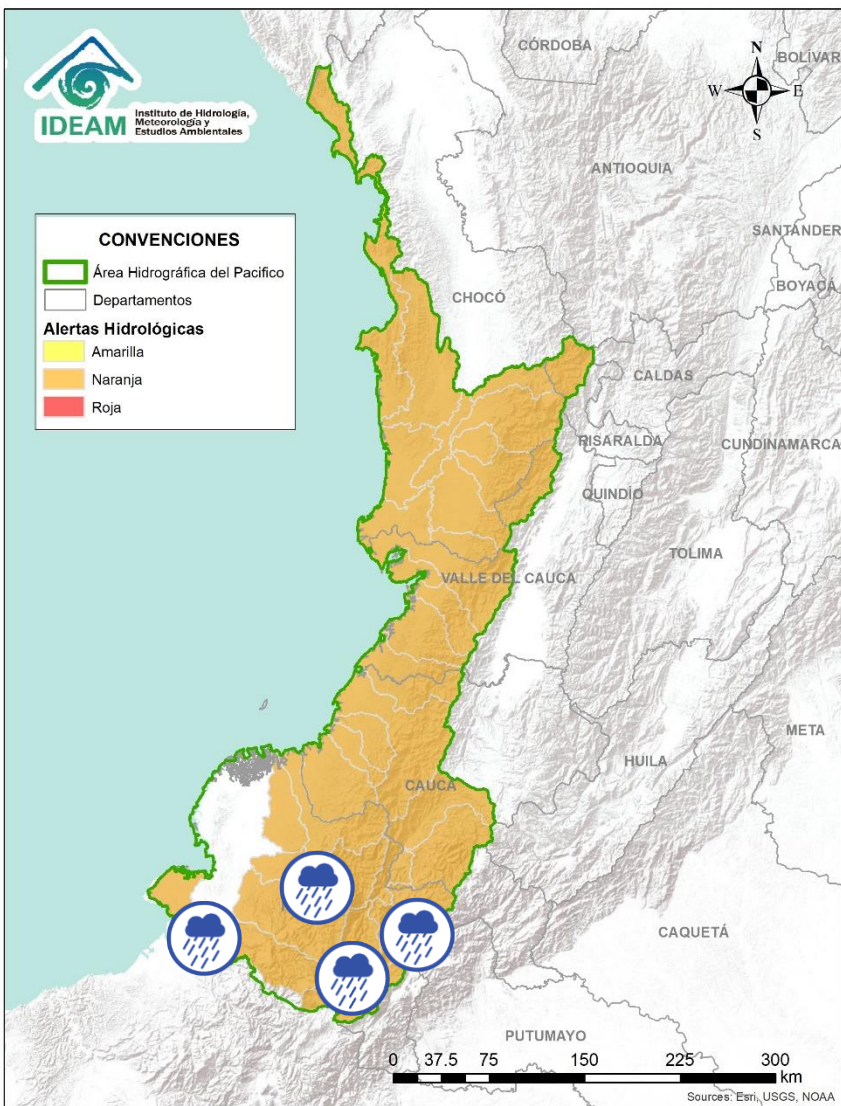 IDEAM
Instituto de Hidrología,
Meteorología y
Estudios Ambientales
CÓRDOBA
BOLÍVAR
N
W
E
S
ANTIOQUIA
SANTANDER
BOYACÁ
CONVENCIONES
Área Hidrográfica del Pacifico
Departamentos
Alertas Hidrológicas
Amarilla
Naranja
Roja
CHOCÓ
CALDAS
RISARALDA
CUNDINAMARCA
QUINDÍO
TOLIMA
VALLE DEL CAUCA
META
HUILA
CAUCA
CAQUETÁ
PUTUMAYO
0 37.5 75 150 225 300
km
Sources: Esri, USGS, NOAA